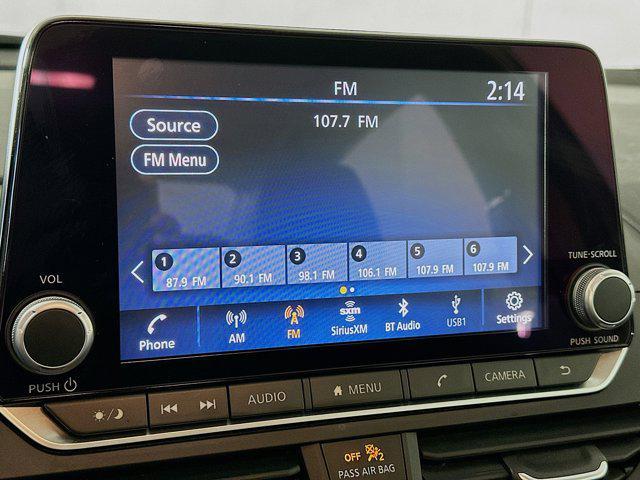 FM
2:14
Source
107.7 FM
FM Menu
1 2 3 4 5 6
87.9 FM 90.1 FM 98.1 FM 106.1 FM 107.9 FM 107.9 FM
VOL
TUNE·SCROLL
Phone
AM
FM
sxm
SiriusXM
BT Audio
USB1
Settings
PUSH
PUSH SOUND
AUDIO
MENU
CAMERA
OFF 2
PASS AIR BAG